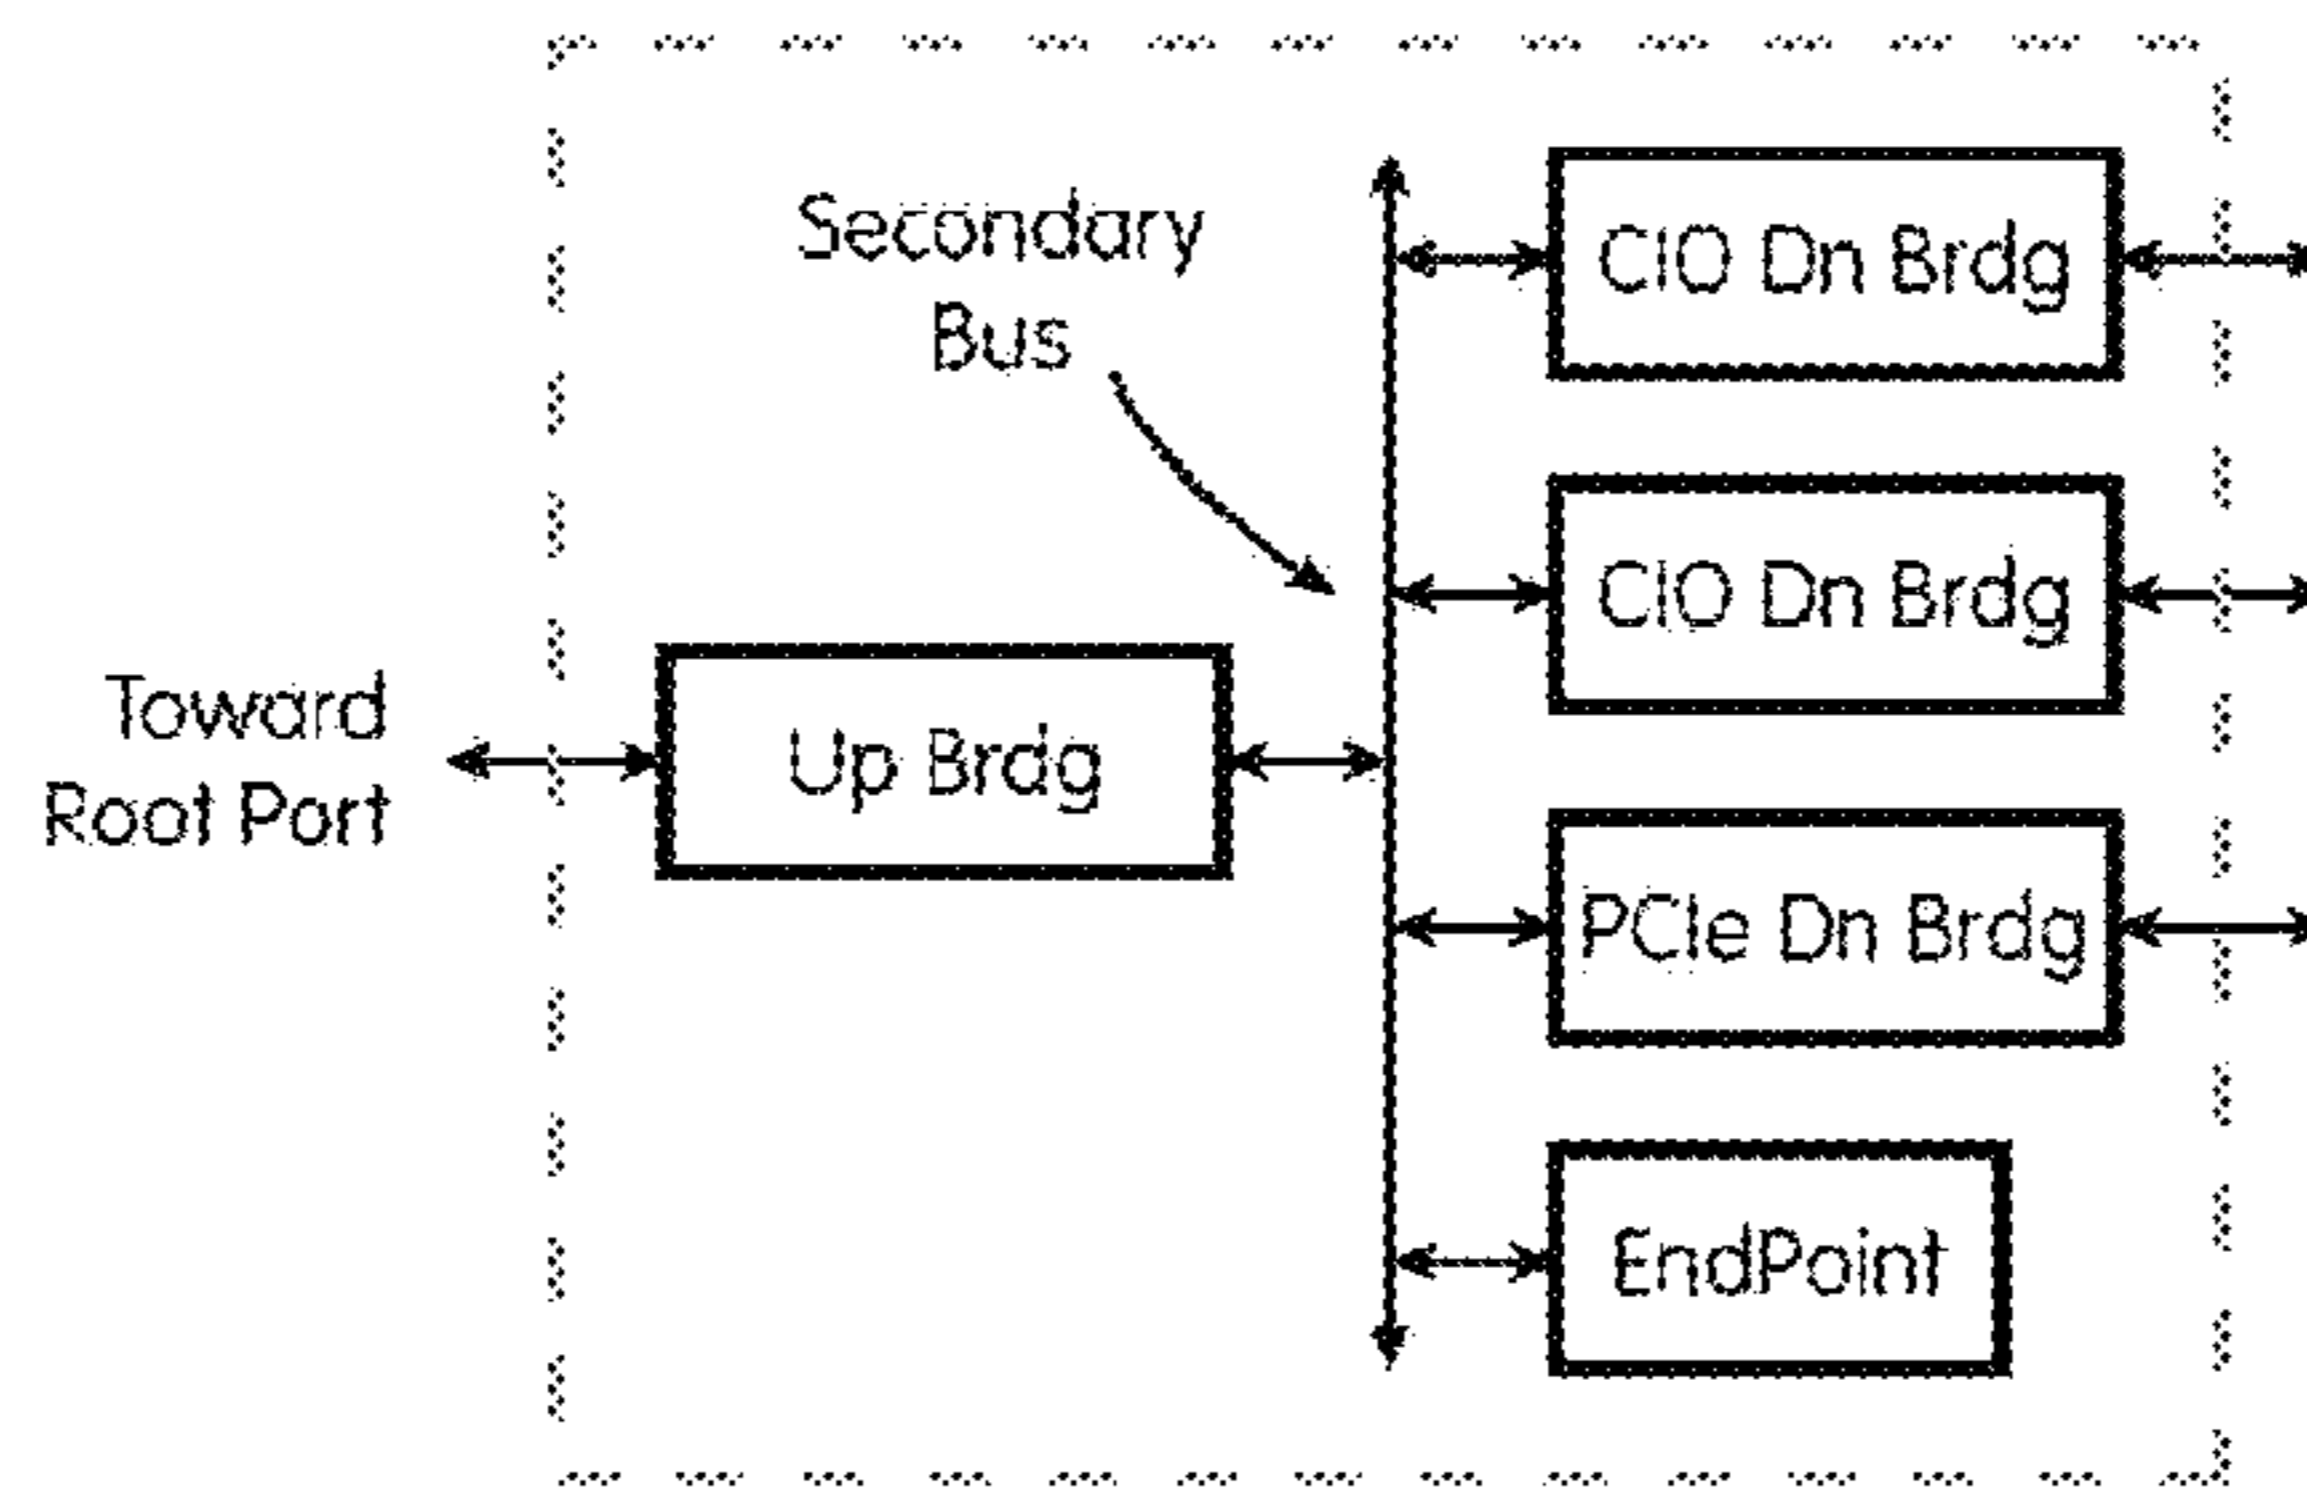 Secondary
Bus
Toward
Root Port
Up Brdg
CIO Dn Brdg
CIO Dn Brdg
PCIe Dn Brdg
EndPoint